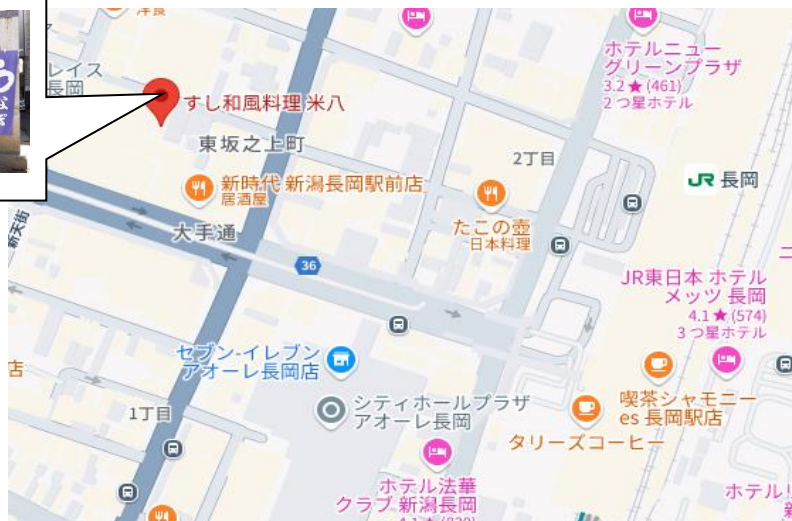 洋食
う
な
ぎ
レイス
長岡
すし和風料理 米八
東坂之上町
ホテルニュー
グリーンプラザ
3.2 ★ (461)
2 つ星ホテル
2丁目
JR 長岡
新時代 新潟長岡駅前店
居酒屋
たこの壺
日本料理
新天街
大手通
36
JR東日本 ホテル
メッツ 長岡
4.1 ★ (574)
3 つ星ホテル
セブン-イレブン
アオーレ長岡店
店
1丁目
シティホールプラザ
アオーレ長岡
喫茶シャモニー
es 長岡駅店
タリーズコーヒー
ホテル法華
クラブ 新潟長岡
ホテル